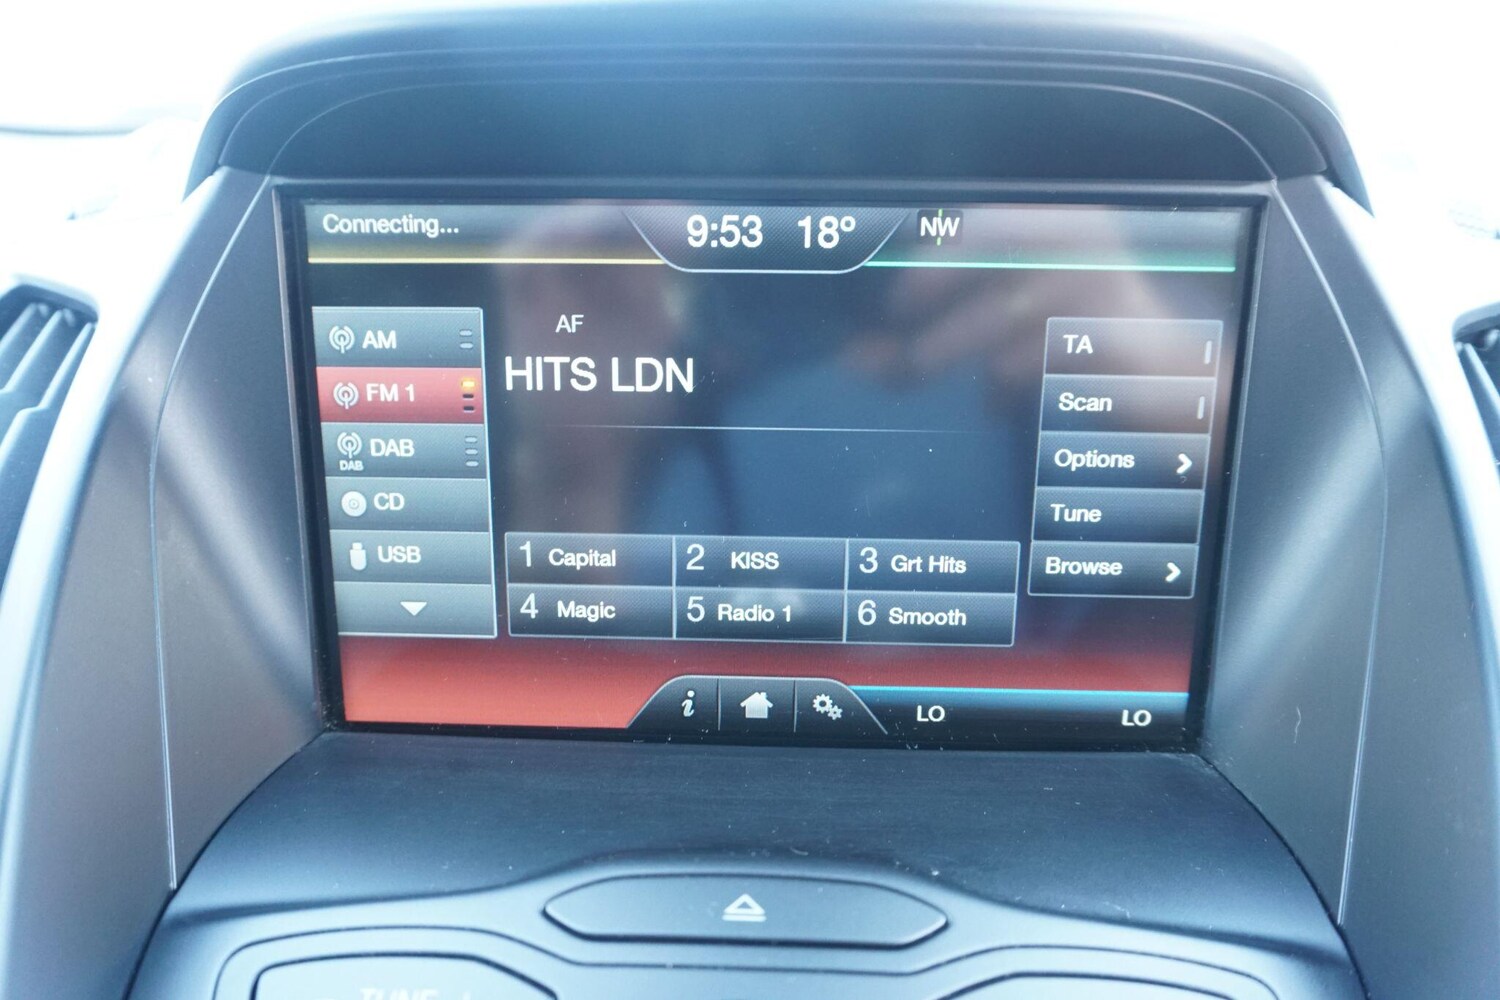 Connecting...
9:53 18° NW
AM
FM 1
DAB
DAB
CD
USB
AF
HITS LDN
TA
Scan
Options
Tune
Browse
1 Capital 2 KISS 3 Grt Hits
4 Magic 5 Radio 1 6 Smooth
i
LO LO
TUNE